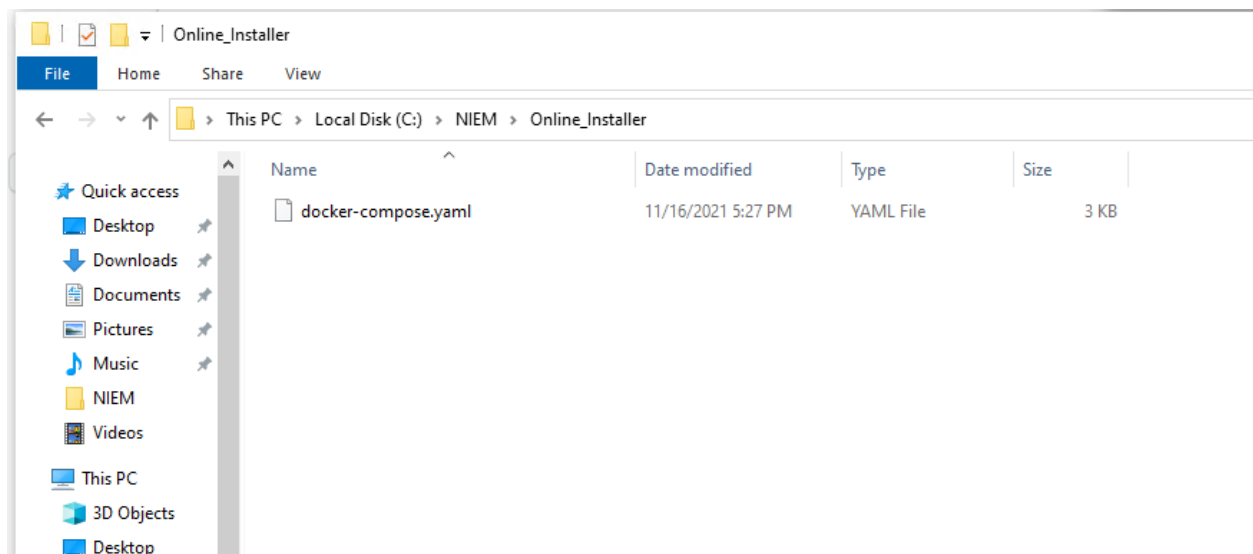 Online_Installer
File Home Share View
This PC > Local Disk (C:) > NIEM > Online_Installer
Name Date modified Type Size
Quick access
docker-compose.yaml 11/16/2021 5:27 PM YAML File 3 KB
Desktop
Downloads
Documents
Pictures
Music
NIEM
Videos
This PC
3D Objects
Desktop